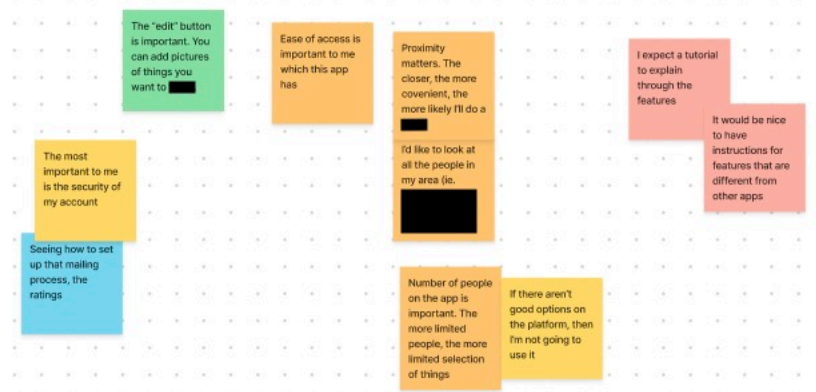 The "edit" button
is important. You
can add pictures
of things you
want to
Ease of access is
important to me
which this app
has
Proximity
matters. The
closer, the more
covenient, the
more likely I'll do a
I'd like to look at
all the people in
my area (ie.
I expect a tutorial
to explain
through the
features
It would be nice
to have
instructions for
features that are
different from
other apps
The most
important to me
is the security of
my account
Seeing how to set
up that mailing
process, the
ratings
Number of people
on the app is
important. The
more limited
people, the more
limited selection
of things
If there aren't
good options on
the platform, then
I'm not going to
use it